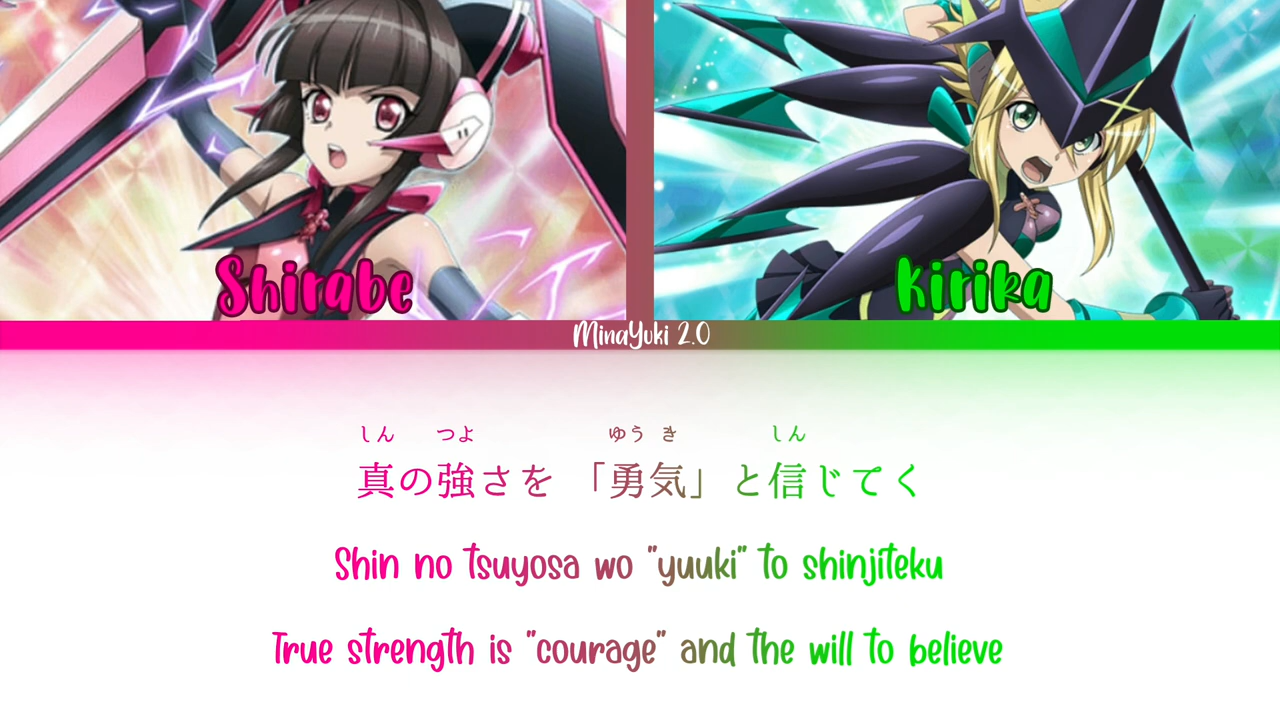 Shirabe
Kirika
MinaYuki 2.0
しん つよ ゆう き しん
真の強さを 「勇気」と信じてく
Shin no tsuyosa wo "yuuki" to shinjiteku
True strength is "courage" and the will to believe